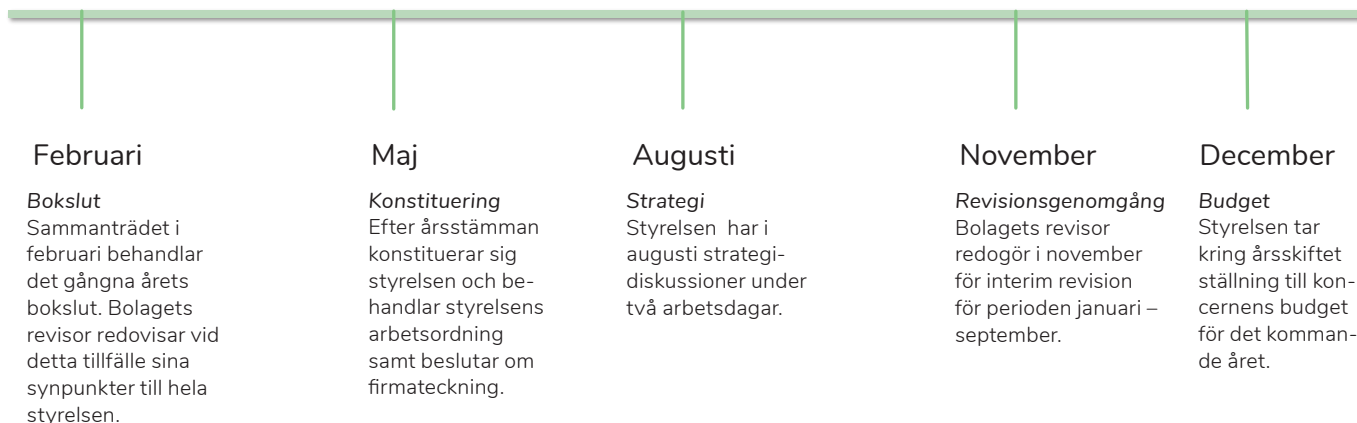 Februari
Bokslut
Sammanträdet i
februari behandlar
det gångna årets
bokslut. Bolagets
revisor redovisar vid
detta tillfälle sina
synpunkter till hela
styrelsen.
Maj
Konstituering
Efter årsstämman
konstituerar sig
styrelsen och be-
handlar styrelsens
arbetsordning
samt beslutar om
firmateckning.
Augusti
Strategi
Styrelsen har i
augusti strategi-
diskussioner under
två arbetsdagar.
November
Revisionsgenomgång
Bolagets revisor
redogör i november
för interim revision
för perioden januari –
september.
December
Budget
Styrelsen tar
kring årsskiftet
ställning till kon-
cernens budget
för det komman-
de året.